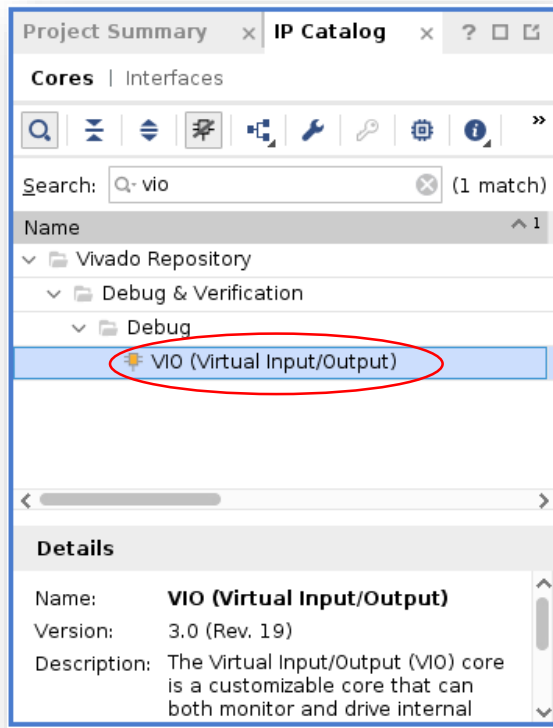 Project Summary × IP Catalog × ?
Cores | Interfaces
»
Search: vio (1 match)
Name 1
Vivado Repository
Debug & Verification
Debug
VIO (Virtual Input/Output)
Details
Name: VIO (Virtual Input/Output)
Version: 3.0 (Rev. 19)
Description: The Virtual Input/Output (VIO) core
is a customizable core that can
both monitor and drive internal